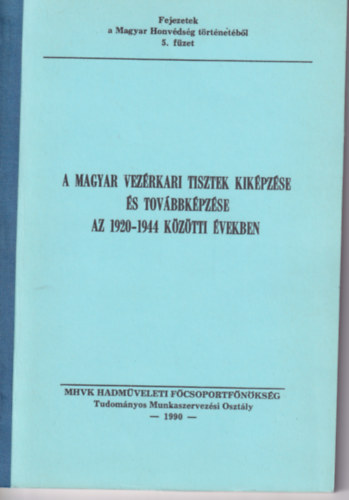 Fejezetek
a Magyar Honvédség történetéből
5. füzet
A MAGYAR VEZÉRKARI TISZTEK KIKÉPZÉSE
ÉS TOVÁBBKÉPZÉSE
AZ 1920-1944 KÖZÖTTI ÉVEKBEN
MHVK HADMŰVELETI FŐCSOPORTFŐNÖKSÉG
Tudományos Munkaszervezési Osztály
— 1990 —